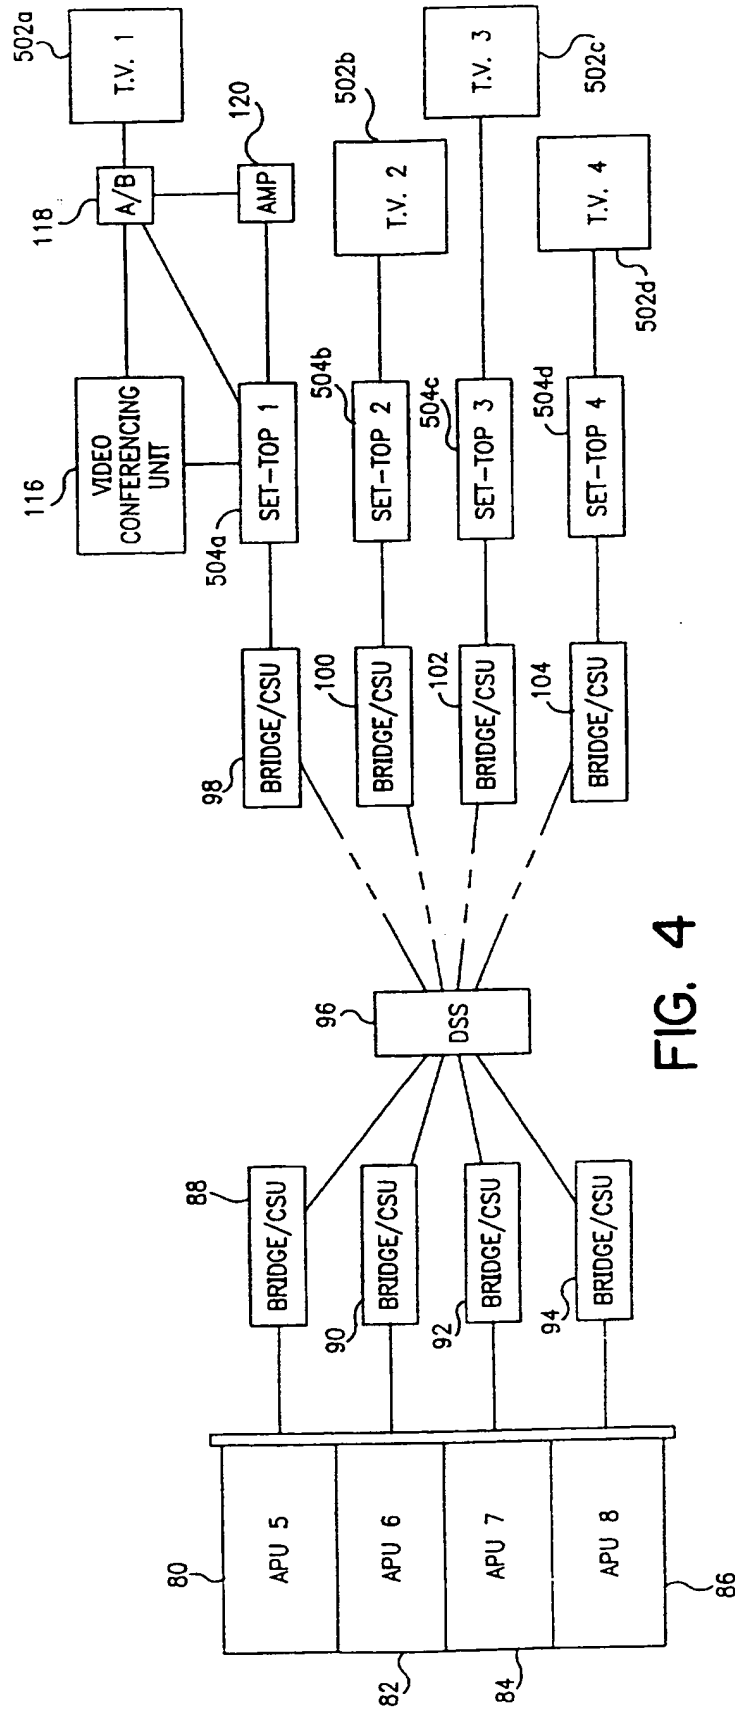 80
APU 5
82
APU 6
84
APU 7
86
APU 8
88
BRIDGE/CSU
90
BRIDGE/CSU
92
BRIDGE/CSU
94
BRIDGE/CSU
96
DSS
98
BRIDGE/CSU
100
BRIDGE/CSU
102
BRIDGE/CSU
104
BRIDGE/CSU
116
VIDEO
CONFERENCING
UNIT
504a
SET-TOP 1
504b
SET-TOP 2
504c
SET-TOP 3
504d
SET-TOP 4
118
A/B
120
AMP
502a
T.V. 1
502b
T.V. 2
502c
T.V. 3
502d
T.V. 4
FIG. 4